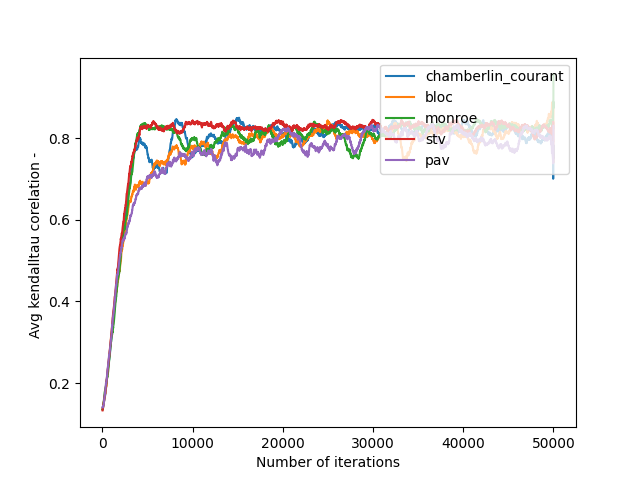 chamberlin_courant
bloc
monroe
stv
pav
0.8
0.6
0.4
0.2
Avg kendalltau corelation -
0 10000 20000 30000 40000 50000
Number of iterations